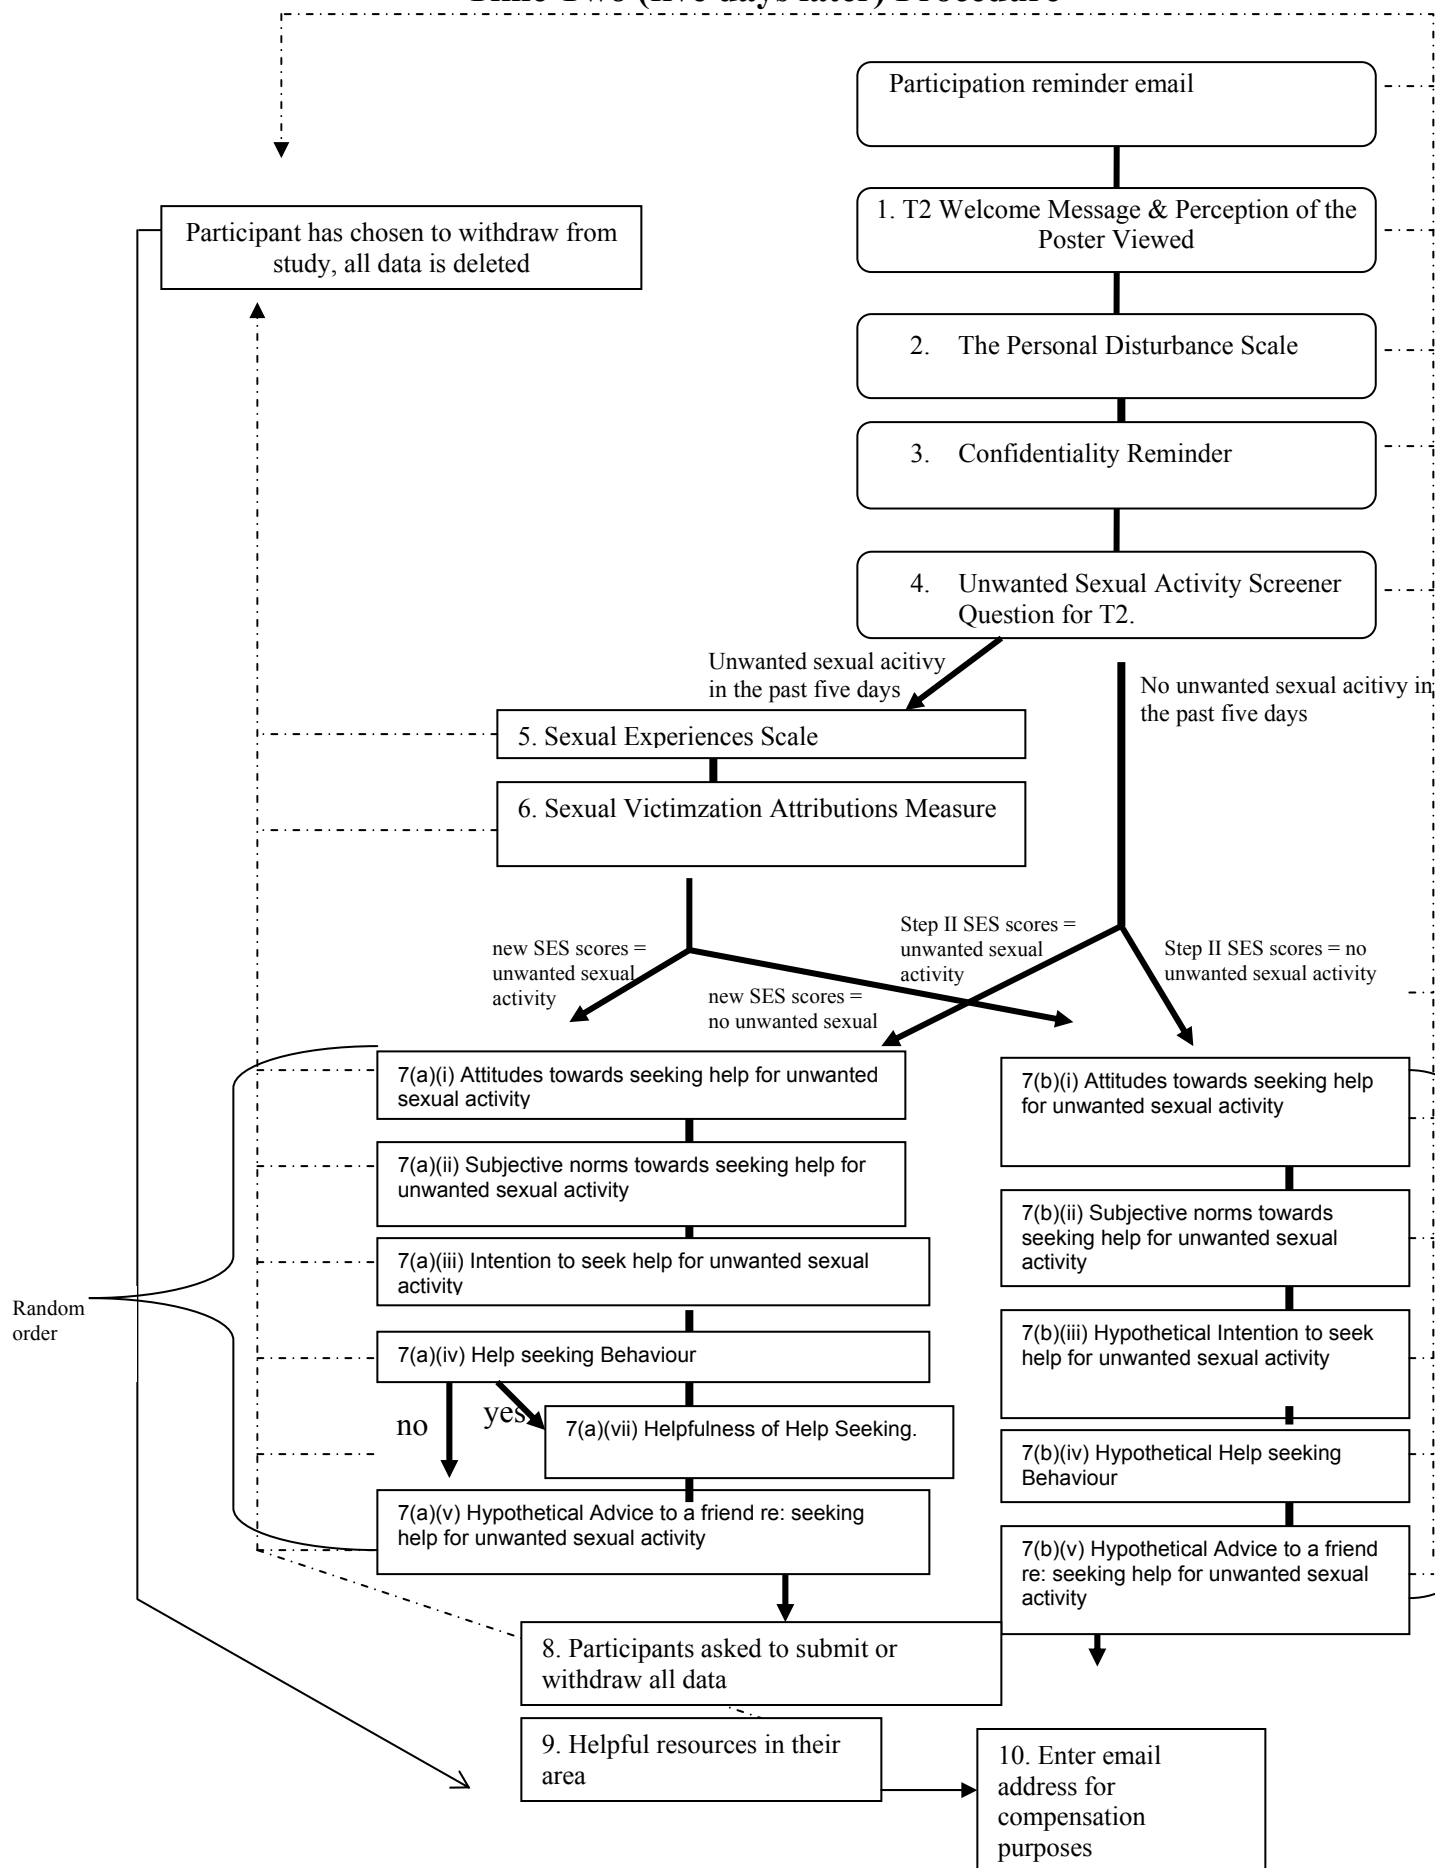 Time Two (five days later) Procedure
Participation reminder email
1. T2 Welcome Message & Perception of the
Poster Viewed
Participant has chosen to withdraw from
study, all data is deleted
2. The Personal Disturbance Scale
3. Confidentiality Reminder
4. Unwanted Sexual Activity Screener
Question for T2.
Unwanted sexual acitivy
in the past five days
No unwanted sexual acitivy in
the past five days
5. Sexual Experiences Scale
6. Sexual Victimzation Attributions Measure
new SES scores =
unwanted sexual
activity
new SES scores =
no unwanted sexual
Step II SES scores =
unwanted sexual
activity
Step II SES scores = no
unwanted sexual activity
Random
order
7(a)(i) Attitudes towards seeking help for unwanted
sexual activity
7(a)(ii) Subjective norms towards seeking help for
unwanted sexual activity
7(a)(iii) Intention to seek help for unwanted sexual
activity
7(a)(iv) Help seeking Behaviour
no
yes
7(a)(vii) Helpfulness of Help Seeking.
7(a)(v) Hypothetical Advice to a friend re: seeking
help for unwanted sexual activity
7(b)(i) Attitudes towards seeking help
for unwanted sexual activity
7(b)(ii) Subjective norms towards
seeking help for unwanted sexual
activity
7(b)(iii) Hypothetical Intention to seek
help for unwanted sexual activity
7(b)(iv) Hypothetical Help seeking
Behaviour
7(b)(v) Hypothetical Advice to a friend
re: seeking help for unwanted sexual
activity
8. Participants asked to submit or
withdraw all data
9. Helpful resources in their
area
10. Enter email
address for
compensation
purposes